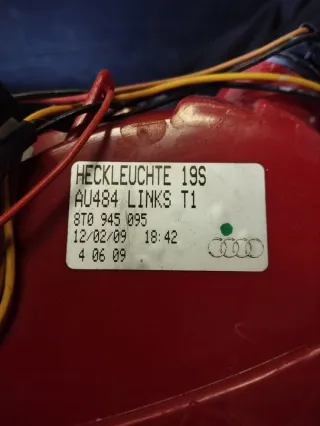 HECKLEUCHTE 19S
AU484 LINKS T1
8T0 945 095
12/02/09 18:42
4 06 09